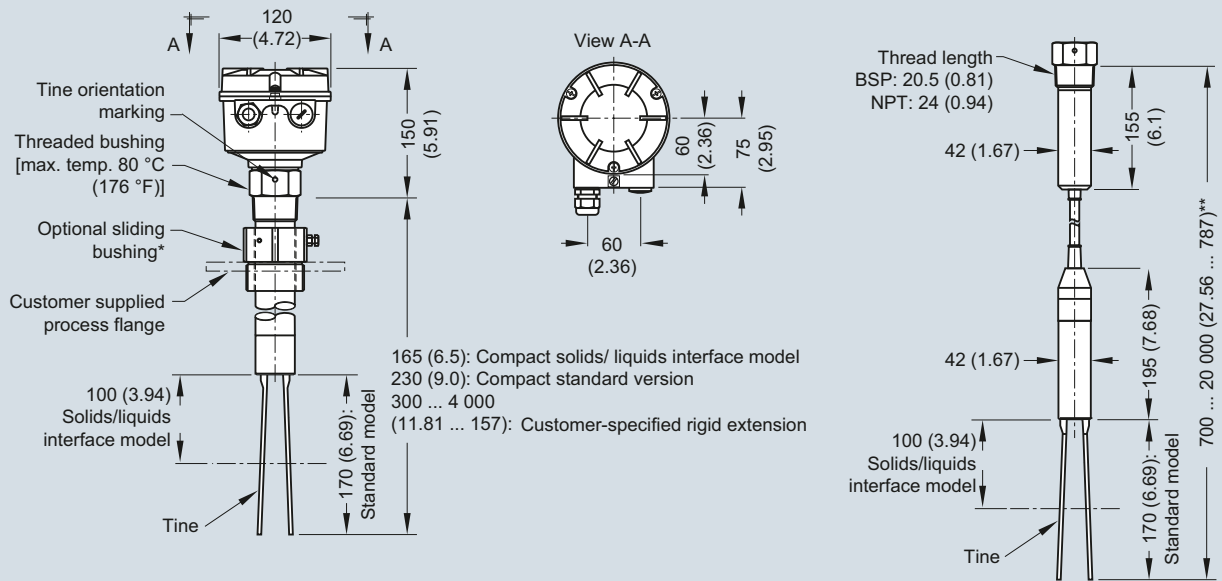 120
(4.72)
A
A
Tine orientation
marking
Threaded bushing
[max. temp. 80 °C
(176 °F)]
Optional sliding
bushing*
Customer supplied
process flange
150
(5.91)
100 (3.94)
Solids/liquids
interface model
Tine
170 (6.69):
Standard model
165 (6.5): Compact solids/ liquids interface model
230 (9.0): Compact standard version
300 ... 4 000
(11.81 ... 157): Customer-specified rigid extension
View A-A
60
(2.36)
75
(2.95)
60
(2.36)
Thread length
BSP: 20.5 (0.81)
NPT: 24 (0.94)
42 (1.67)
155
(6.1)
42 (1.67)
195 (7.68)
100 (3.94)
Solids/liquids
interface model
Tine
170 (6.69):
Standard model
700 ... 20 000 (27.56 ... 787)**